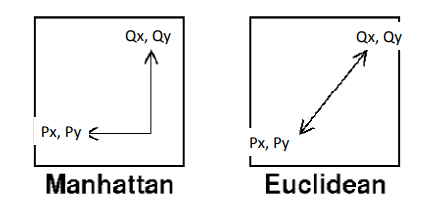 Qx, Qy
Px, Py
Manhattan
Qx, Qy
Px, Py
Euclidean